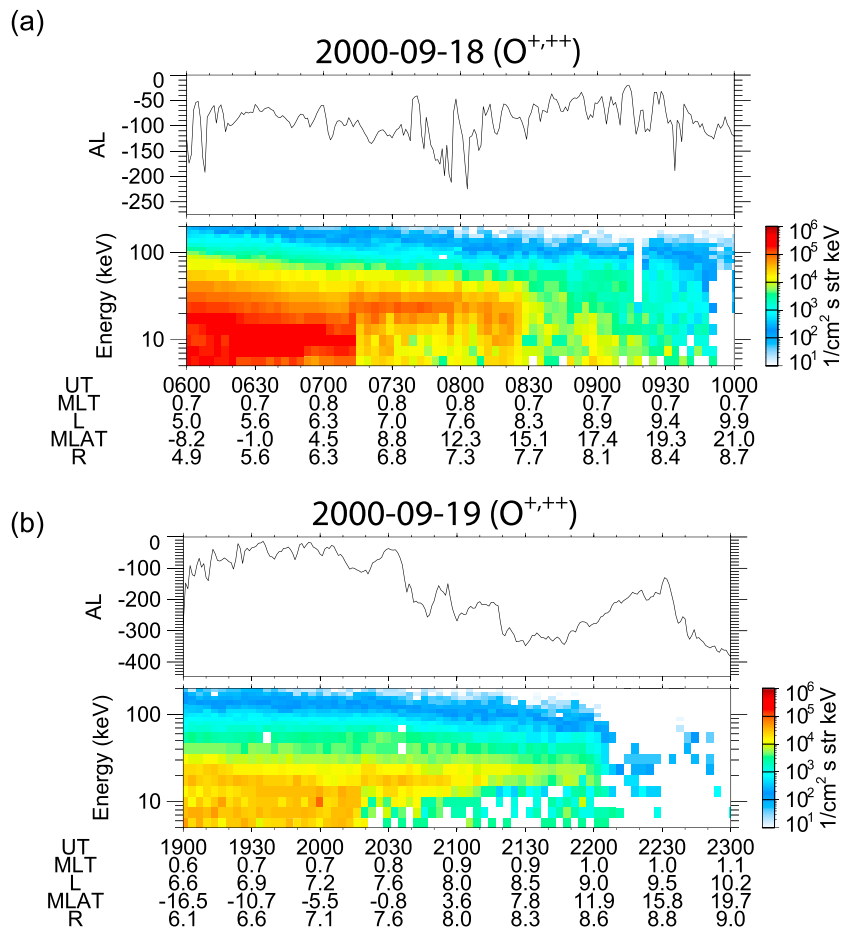 (a)
2000-09-18 (O+,++)
0
-50
-100
-150
-200
-250
AL
100
10
Energy (keV)
10^6
10^5
10^4
10^3
10^2
10^1
1/cm^2 s str keV
UT 0600 0630 0700 0730 0800 0830 0900 0930 1000
MLT 0.7 0.7 0.8 0.8 0.8 0.7 0.7 0.7 0.7
L 5.0 5.6 6.3 7.0 7.6 8.3 8.9 9.4 9.9
MLAT -8.2 -1.0 4.5 8.8 12.3 15.1 17.4 19.3 21.0
R 4.9 5.6 6.3 6.8 7.3 7.7 8.1 8.4 8.7
(b)
2000-09-19 (O+,++)
0
-100
-200
-300
-400
AL
100
10
Energy (keV)
10^6
10^5
10^4
10^3
10^2
10^1
1/cm^2 s str keV
UT 1900 1930 2000 2030 2100 2130 2200 2230 2300
MLT 0.6 0.7 0.7 0.8 0.9 0.9 1.0 1.0 1.1
L 6.6 6.9 7.2 7.6 8.0 8.5 9.0 9.5 10.2
MLAT -16.5 -10.7 -5.5 -0.8 3.6 7.8 11.9 15.8 19.7
R 6.1 6.6 7.1 7.6 8.0 8.3 8.6 8.8 9.0